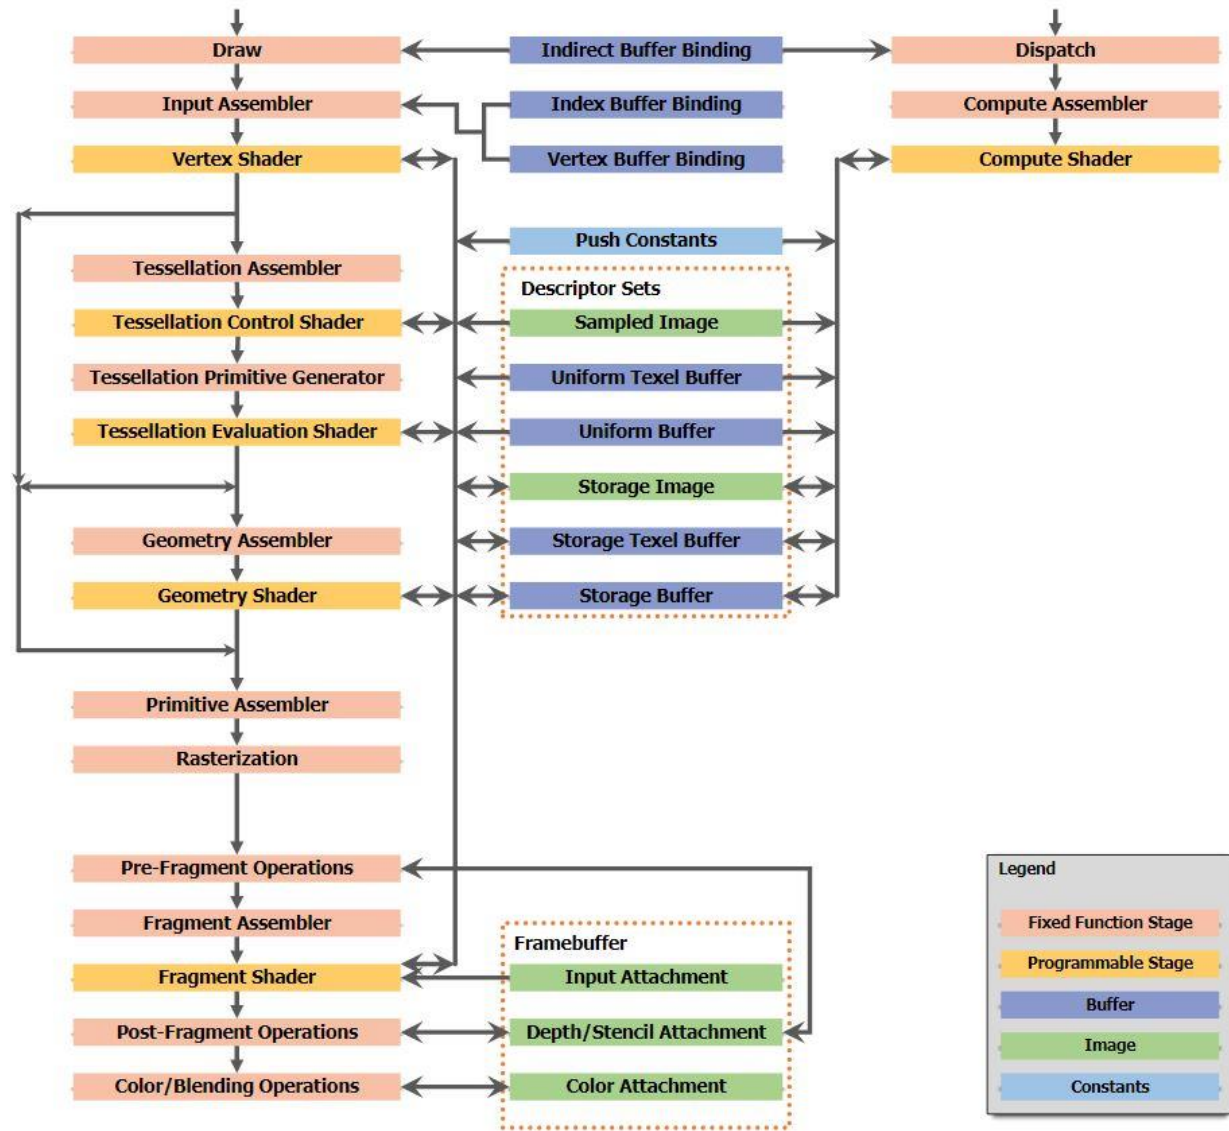 Draw
Indirect Buffer Binding
Dispatch
Input Assembler
Index Buffer Binding
Compute Assembler
Vertex Shader
Vertex Buffer Binding
Compute Shader
Push Constants
Tessellation Assembler
Descriptor Sets
Tessellation Control Shader
Sampled Image
Tessellation Primitive Generator
Uniform Texel Buffer
Tessellation Evaluation Shader
Uniform Buffer
Storage Image
Geometry Assembler
Storage Texel Buffer
Geometry Shader
Storage Buffer
Primitive Assembler
Rasterization
Pre-Fragment Operations
Fragment Assembler
Framebuffer
Fragment Shader
Input Attachment
Post-Fragment Operations
Depth/Stencil Attachment
Color/Blending Operations
Color Attachment
Legend
Fixed Function Stage
Programmable Stage
Buffer
Image
Constants